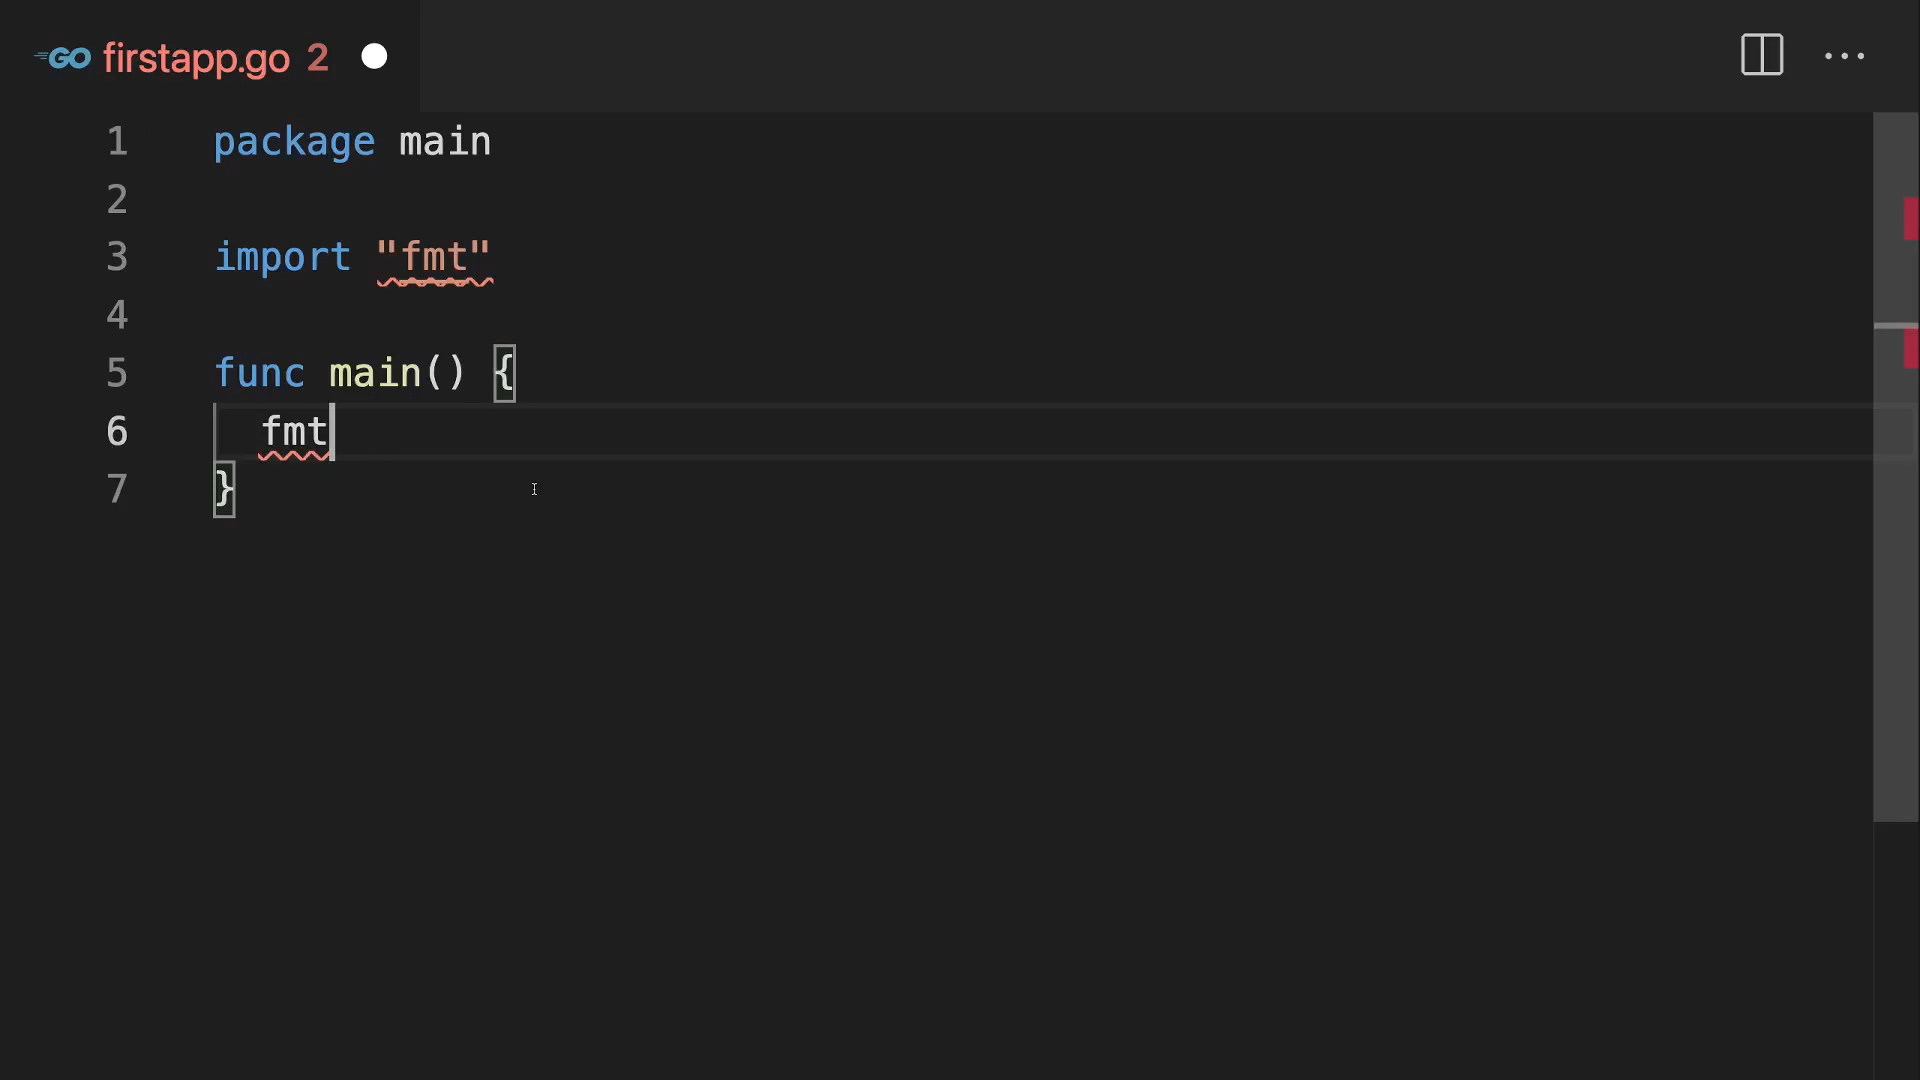 GO firstapp.go 2
1 package main
2
3 import "fmt"
4
5 func main() {
6 fmt
7 }